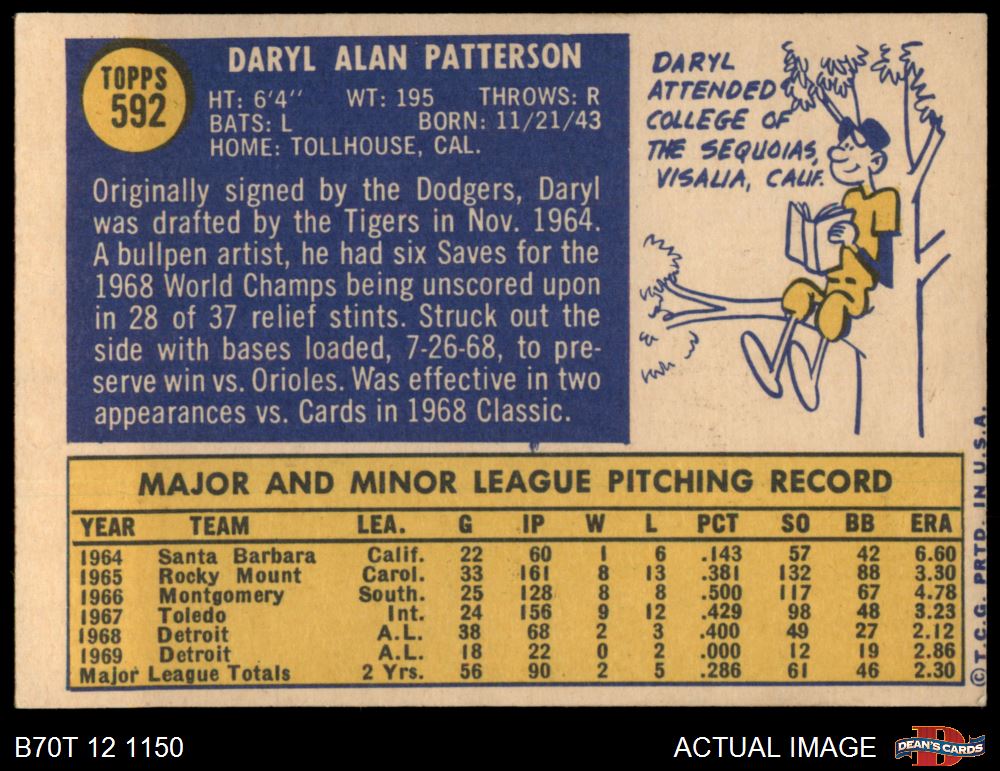 TOPPS
592
DARYL ALAN PATTERSON
HT: 6'4" WT: 195 THROWS: R
BATS: L BORN: 11/21/43
HOME: TOLLHOUSE, CAL.
Originally signed by the Dodgers, Daryl
was drafted by the Tigers in Nov. 1964.
A bullpen artist, he had six Saves for the
1968 World Champs being unscored upon
in 28 of 37 relief stints. Struck out the
side with bases loaded, 7-26-68, to pre-
serve win vs. Orioles. Was effective in two
appearances vs. Cards in 1968 Classic.
DARYL
ATTENDED
COLLEGE OF
THE SEQUOIAS,
VISALIA, CALIF.
MAJOR AND MINOR LEAGUE PITCHING RECORD
YEAR TEAM LEA. G IP W L PCT SO BB ERA
1964 Santa Barbara Calif. 22 60 1 6 .143 57 42 6.60
1965 Rocky Mount Carol. 33 161 8 13 .381 132 88 3.30
1966 Montgomery South. 25 128 8 8 .500 117 67 4.78
1967 Toledo Int. 24 156 9 12 .429 98 48 3.23
1968 Detroit A.L. 38 68 2 3 .400 49 27 2.12
1969 Detroit A.L. 18 22 0 2 .000 12 19 2.86
Major League Totals 2 Yrs. 56 90 2 5 .286 61 46 2.30
©T.C.G. PRTD. IN U.S.A.
B70T 12 1150
ACTUAL IMAGE
D
DEAN'S CARDS